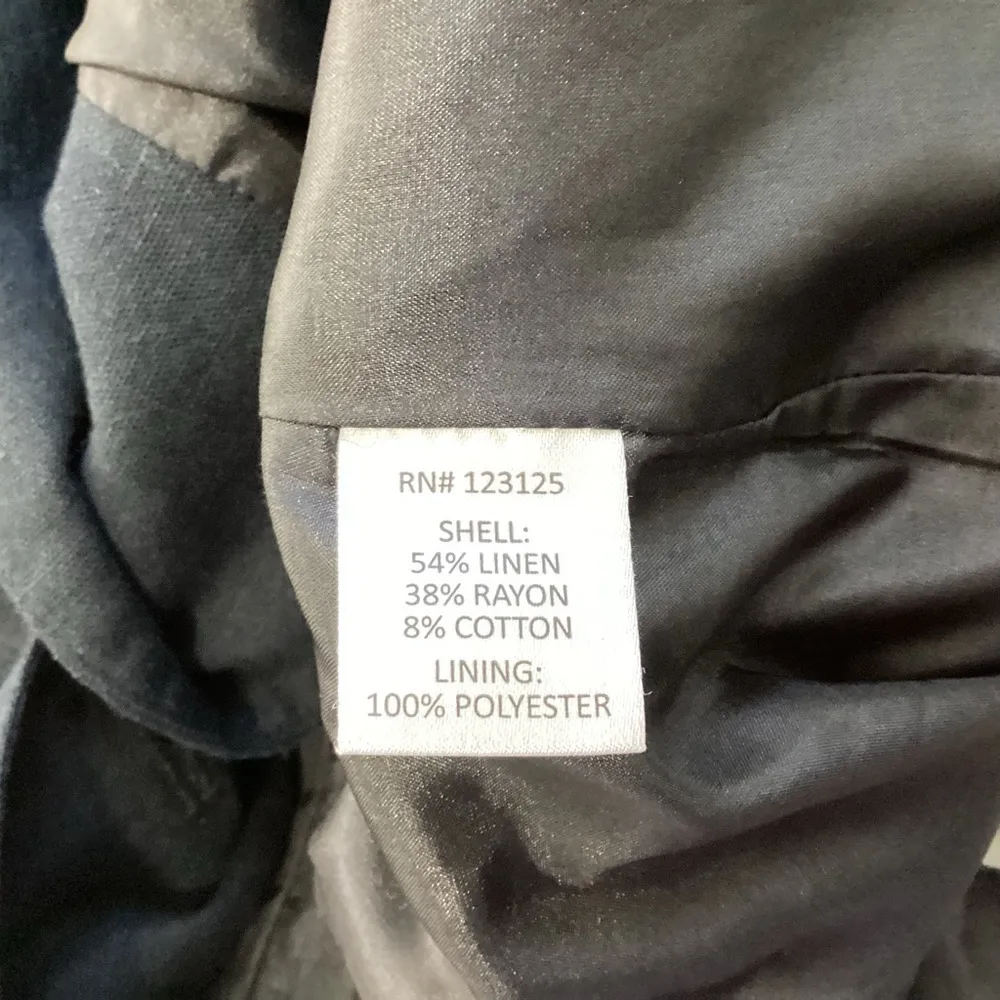 RN# 123125
SHELL:
54% LINEN
38% RAYON
8% COTTON
LINING:
100% POLYESTER